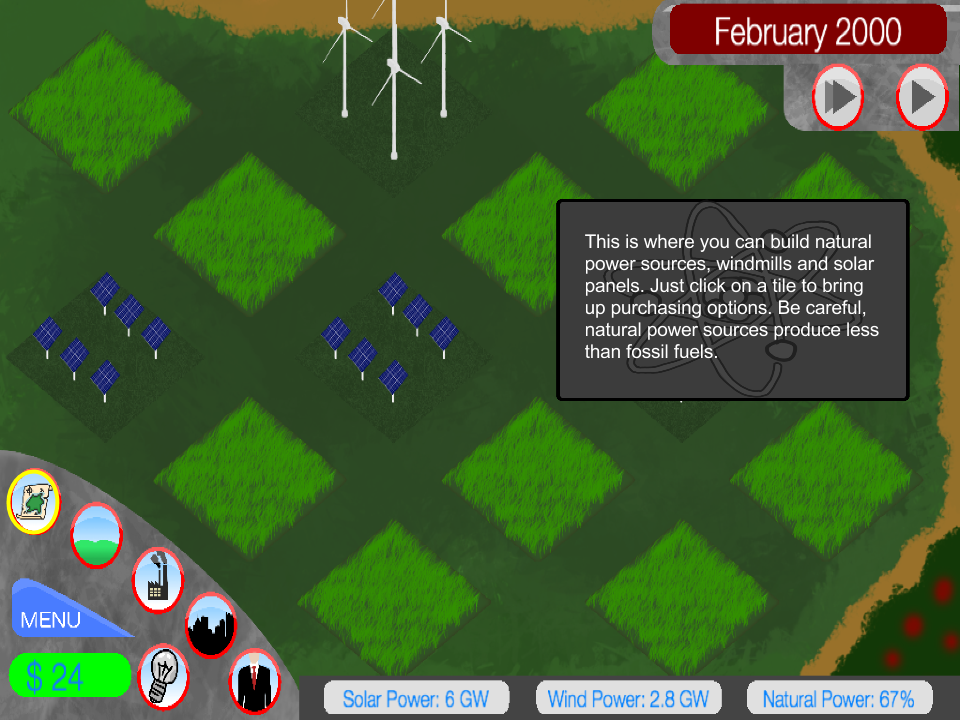 February 2000
This is where you can build natural
power sources, windmills and solar
panels. Just click on a tile to bring
up purchasing options. Be careful,
natural power sources produce less
than fossil fuels.
MENU
$ 24
Solar Power: 6 GW
Wind Power: 2.8 GW
Natural Power: 67%